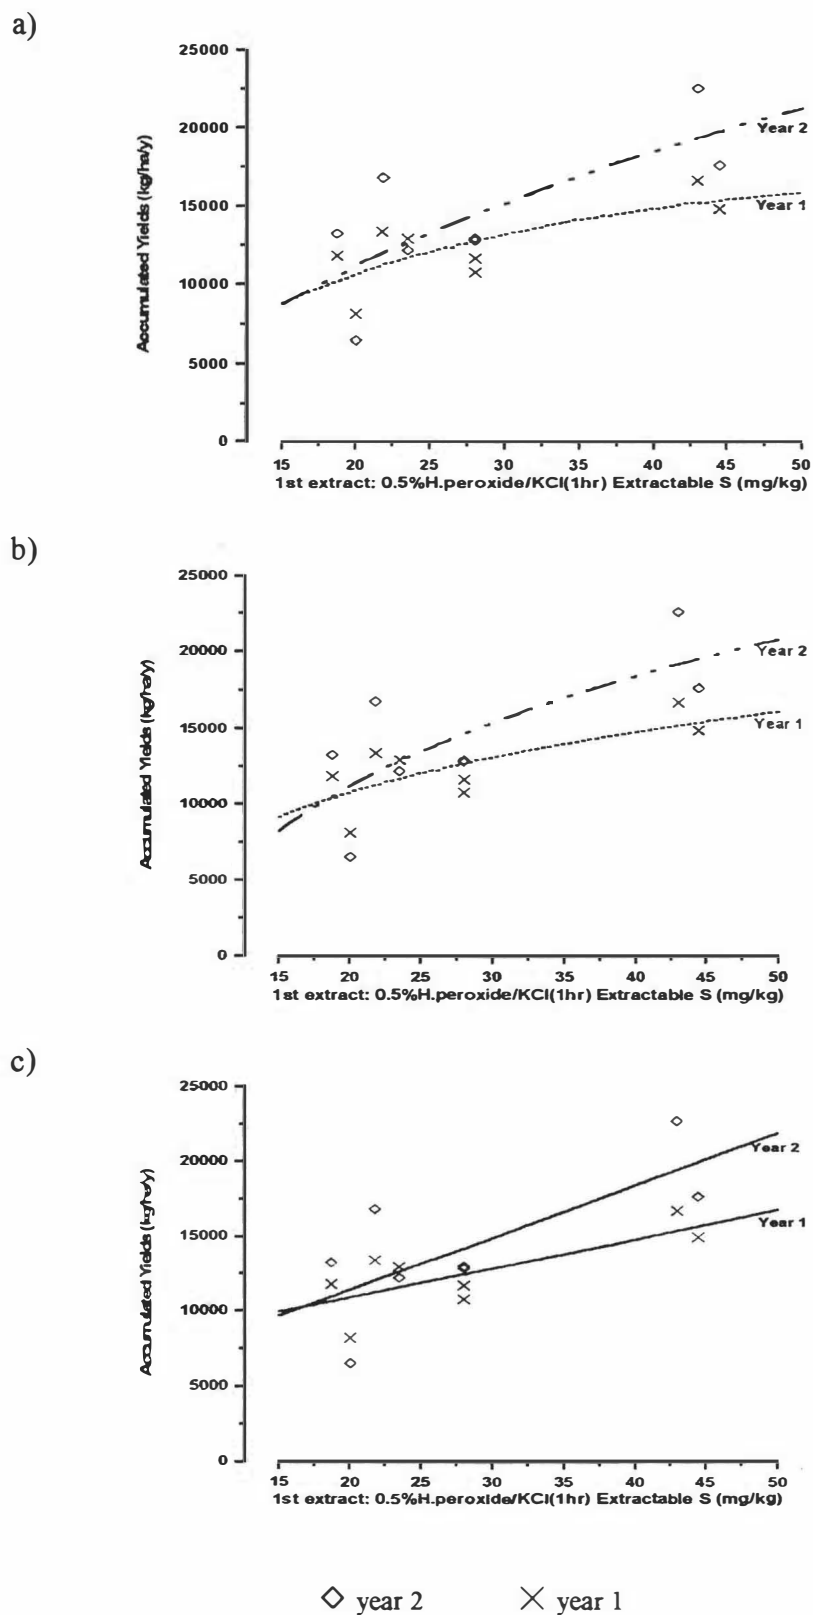 a)
25000
20000
15000
10000
5000
0
Accumulated Yields (kg/ha/y)
Year 2
Year 1
15 20 25 30 35 40 45 50
1st extract: 0.5%H.peroxide/KCl(1hr) Extractable S (mg/kg)
b)
25000
20000
15000
10000
5000
0
Accumulated Yields (kg/ha/y)
Year 2
Year 1
15 20 25 30 35 40 45 50
1st extract: 0.5%H.peroxide/KCl(1hr) Extractable S (mg/kg)
c)
25000
20000
15000
10000
5000
0
Accumulated Yields (kg/ha/y)
Year 2
Year 1
15 20 25 30 35 40 45 50
1st extract: 0.5%H.peroxide/KCl(1hr) Extractable S (mg/kg)
year 2 year 1